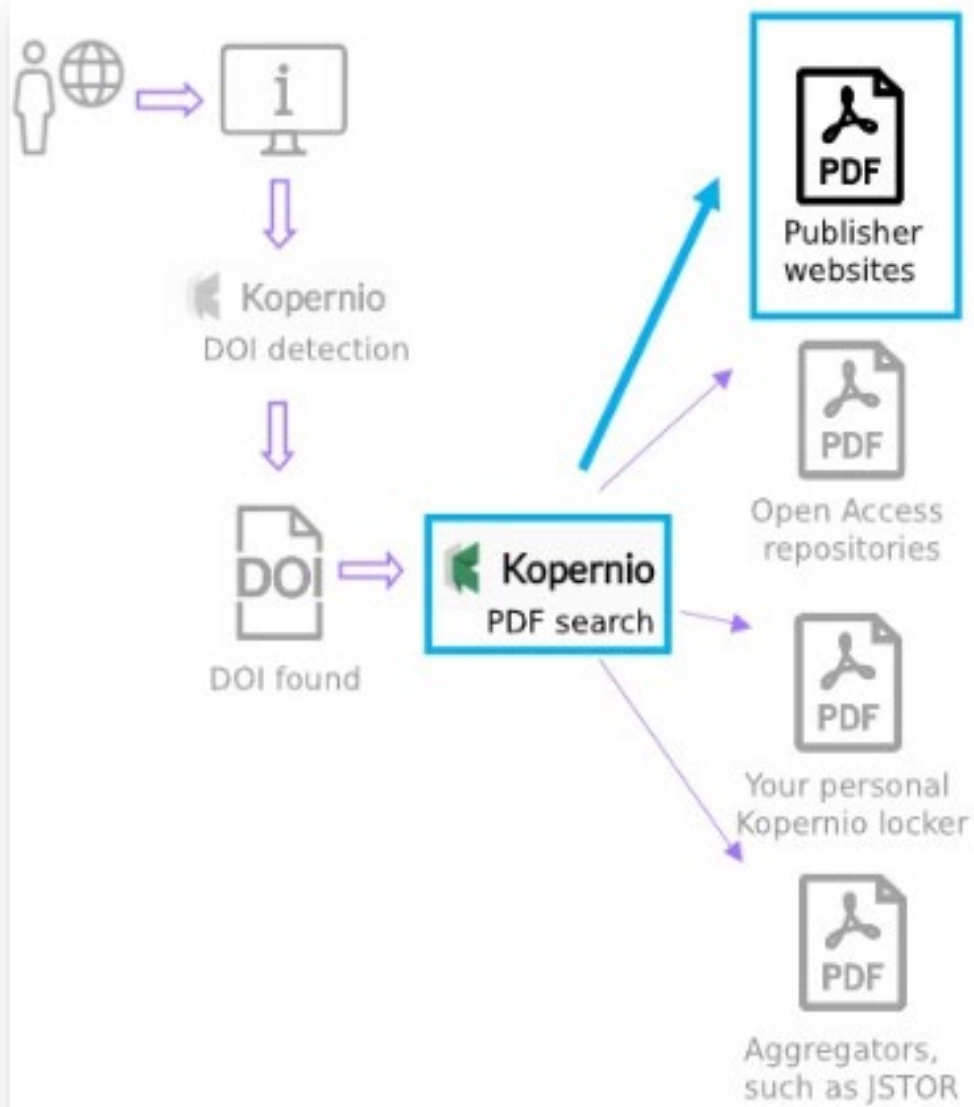 i
Kopernio
DOI detection
DOI
DOI found
Kopernio
PDF search
PDF
Publisher
websites
PDF
Open Access
repositories
PDF
Your personal
Kopernio locker
PDF
Aggregators,
such as JSTOR